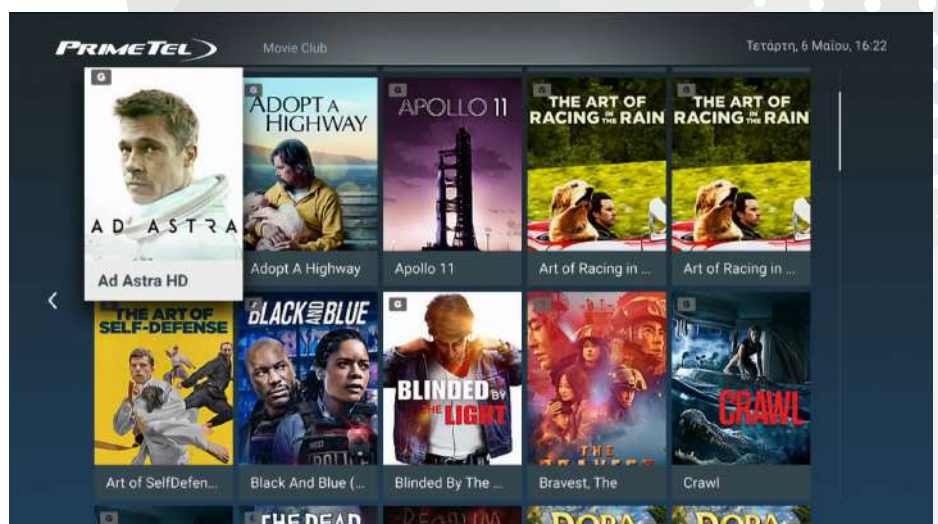 PRIMETEL
Movie Club
Τετάρτη, 6 Μαΐου, 16:22
G
AD ASTRA
Ad Astra HD
G
ADOPT A
HIGHWAY
Adopt A Highway
G
APOLLO 11
Apollo 11
G
THE ART OF
RACING IN THE RAIN
Art of Racing in ...
G
THE ART OF
RACING IN THE RAIN
Art of Racing in ...
THE ART OF
SELF-DEFENSE
Art of SelfDefen...
BLACK AND BLUE
POLICE
Black And Blue (...
G
BLINDED BY
THE LIGHT
Blinded By The ...
THE
BRAVEST
Bravest, The
G
CRAWL
Crawl
G
THE DEAD
DORA
DORA